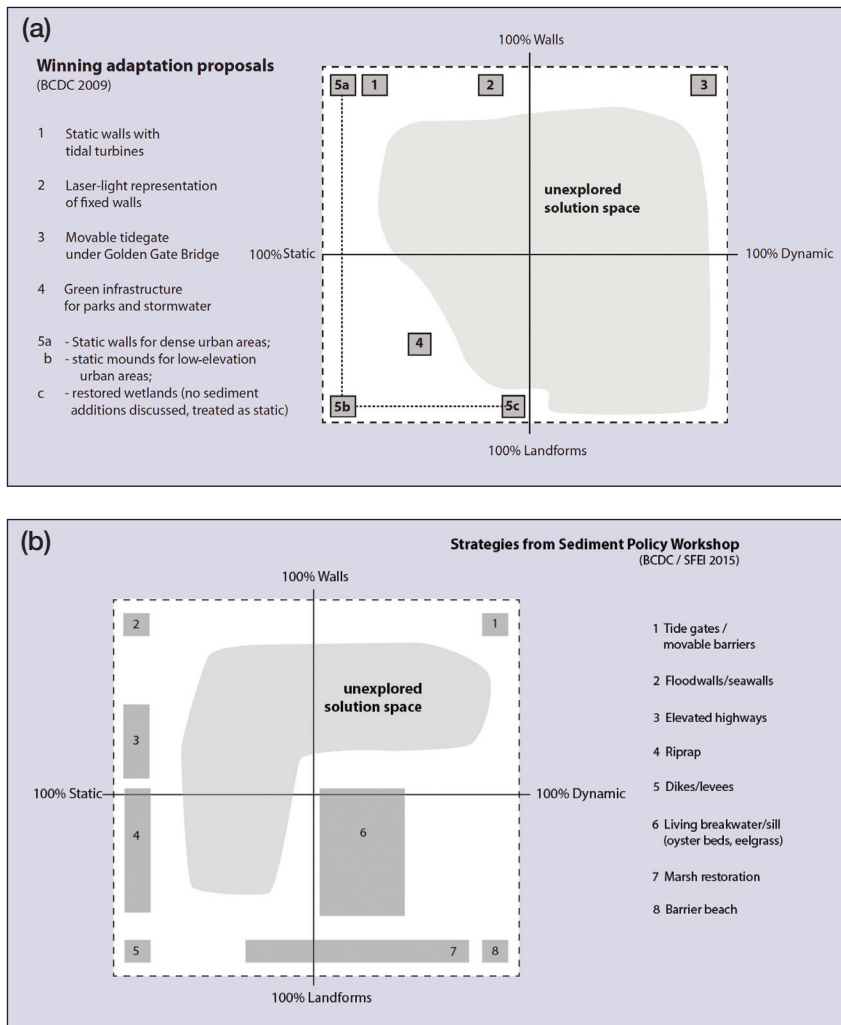 (a)
Winning adaptation proposals
(BCDC 2009)
1 Static walls with
tidal turbines
2 Laser-light representation
of fixed walls
3 Movable tidegate
under Golden Gate Bridge
4 Green infrastructure
for parks and stormwater
5a - Static walls for dense urban areas;
b - static mounds for low-elevation
urban areas;
c - restored wetlands (no sediment
additions discussed, treated as static)
100% Walls
5a 1 2 3
unexplored
solution space
100% Static
100% Dynamic
4
5b 5c
100% Landforms
(b)
Strategies from Sediment Policy Workshop
(BCDC / SFEI 2015)
100% Walls
2 1
unexplored
solution space
3
100% Static
100% Dynamic
4 6
5 7 8
100% Landforms
1 Tide gates /
movable barriers
2 Floodwalls/seawalls
3 Elevated highways
4 Riprap
5 Dikes/levees
6 Living breakwater/sill
(oyster beds, eelgrass)
7 Marsh restoration
8 Barrier beach